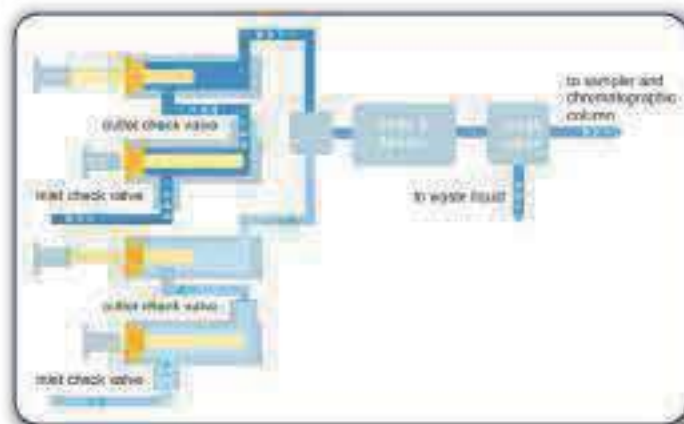 to sampler and
chromatographic
column
outlet check valve
inlet check valve
to waste liquid
outlet check valve
inlet check valve